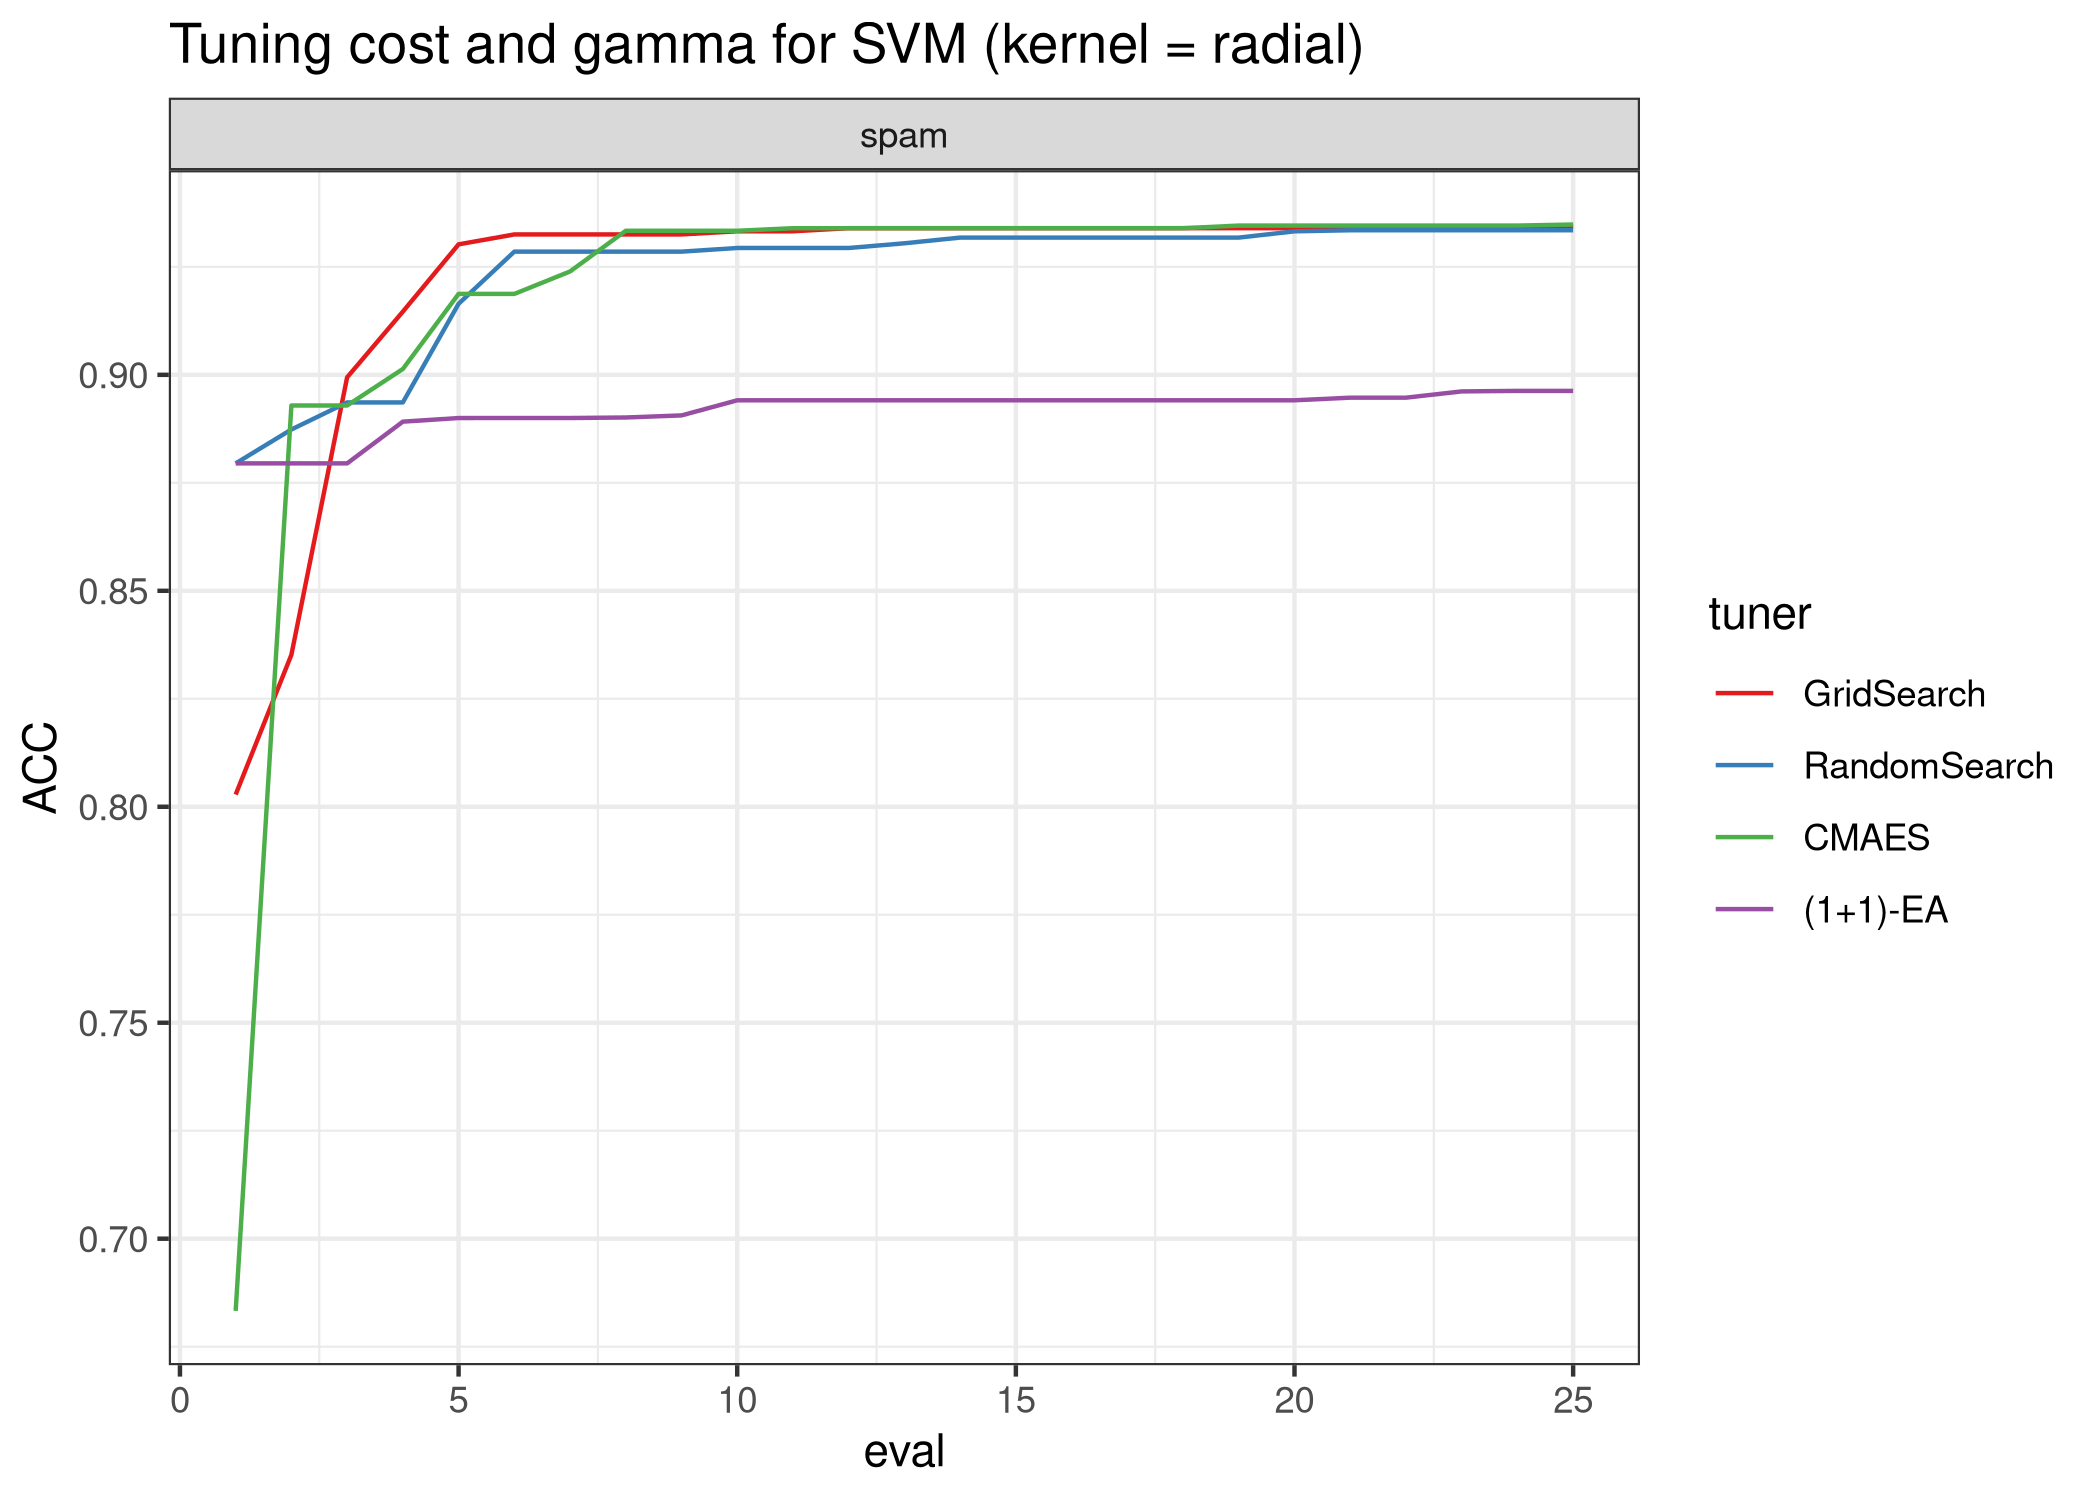 Tuning cost and gamma for SVM (kernel = radial)
spam
0.90
0.85
0.80
0.75
0.70
ACC
0 5 10 15 20 25
eval
tuner
GridSearch
RandomSearch
CMAES
(1+1)-EA